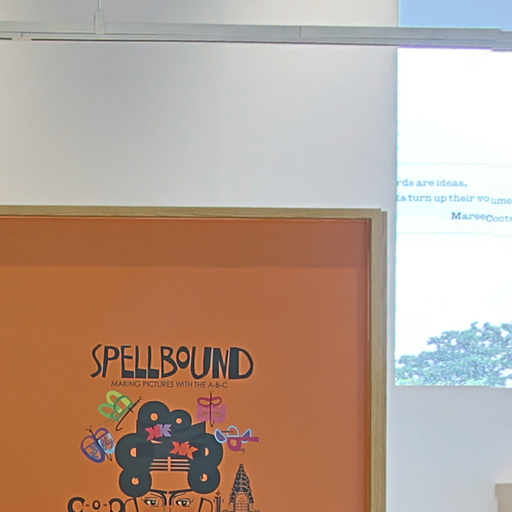 rds are ideas.
ts turn up their volume
Maree Coote
SPELLBOUND
MAKING PICTURES WITH THE A-B-C